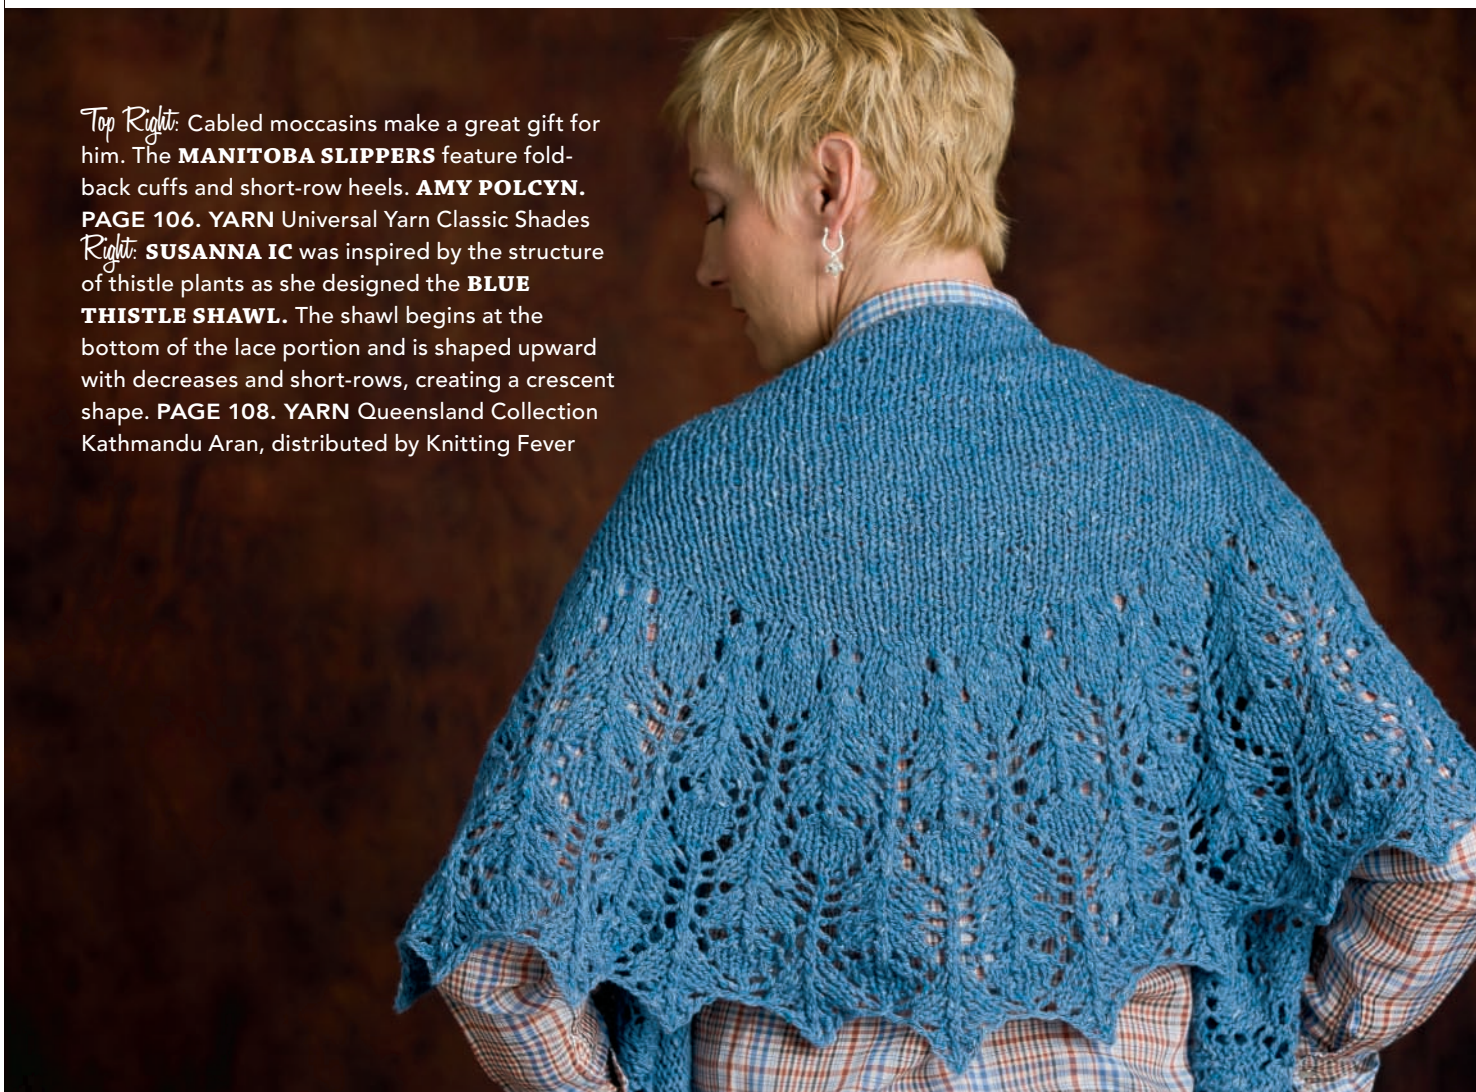 Top Right: Cabled moccasins make a great gift for
him. The MANITOBA SLIPPERS feature fold-
back cuffs and short-row heels. AMY POLCYN.
PAGE 106. YARN Universal Yarn Classic Shades
Right: SUSANNA IC was inspired by the structure
of thistle plants as she designed the BLUE
THISTLE SHAWL. The shawl begins at the
bottom of the lace portion and is shaped upward
with decreases and short-rows, creating a crescent
shape. PAGE 108. YARN Queensland Collection
Kathmandu Aran, distributed by Knitting Fever